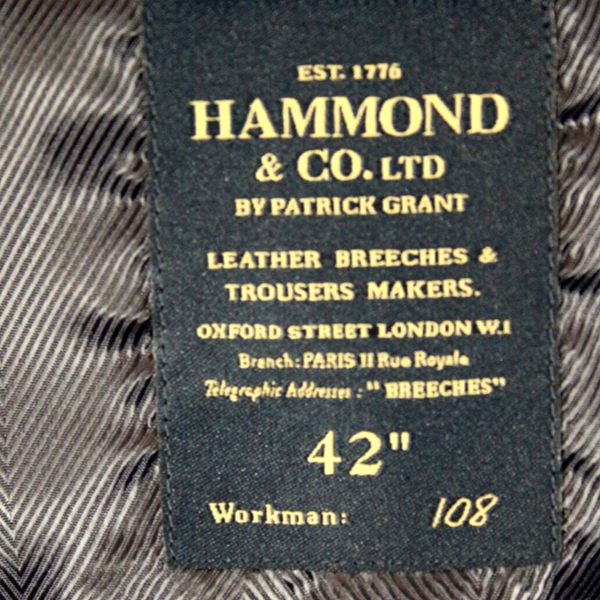 EST. 1776
HAMMOND
& CO. LTD
BY PATRICK GRANT
LEATHER BREECHES &
TROUSERS MAKERS.
OXFORD STREET LONDON W.1
Branch: PARIS 11 Rue Royale
Telegraphic Addresses: "BREECHES"
42"
Workman: 108